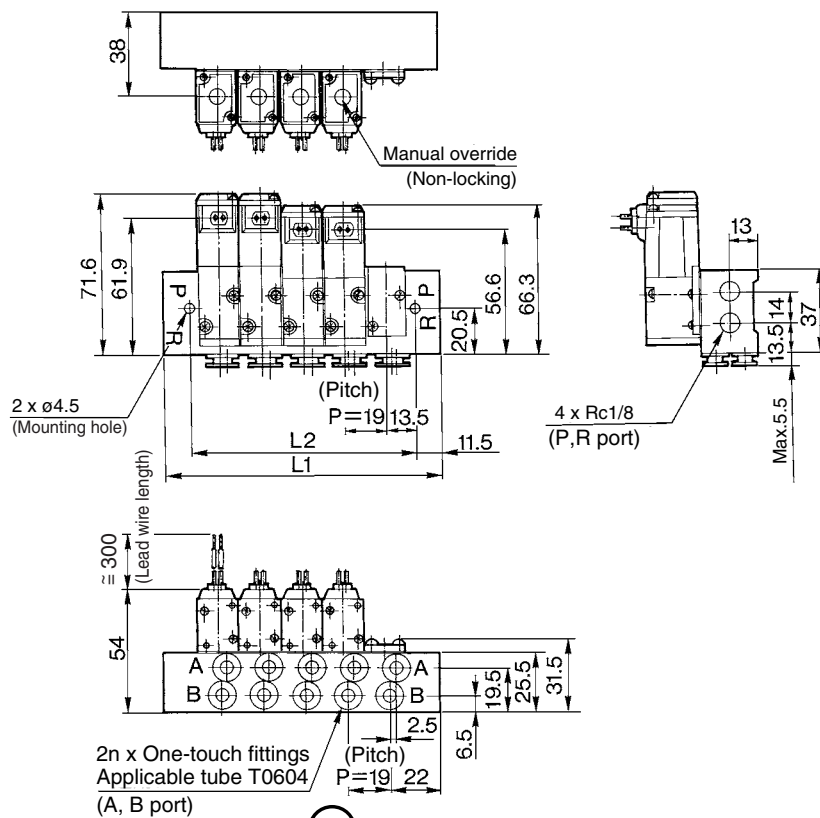 38
Manual override
(Non-locking)
71.6
61.9
P
R
P
R
20.5
56.6
66.3
13
14
13.5
37
2 x ø4.5
(Mounting hole)
(Pitch)
P=19
13.5
L2
11.5
L1
4 x Rc1/8
(P,R port)
Max.5.5
≅ 300
(Lead wire length)
54
A
A
B
B
6.5
19.5
25.5
31.5
2.5
2n x One-touch fittings
Applicable tube T0604
(A, B port)
(Pitch)
P=19
22